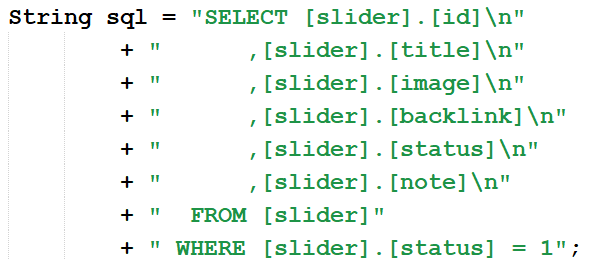 String sql = "SELECT [slider].[id]\n"
        + "      ,[slider].[title]\n"
        + "      ,[slider].[image]\n"
        + "      ,[slider].[backlink]\n"
        + "      ,[slider].[status]\n"
        + "      ,[slider].[note]\n"
        + "  FROM [slider]"
        + " WHERE [slider].[status] = 1";